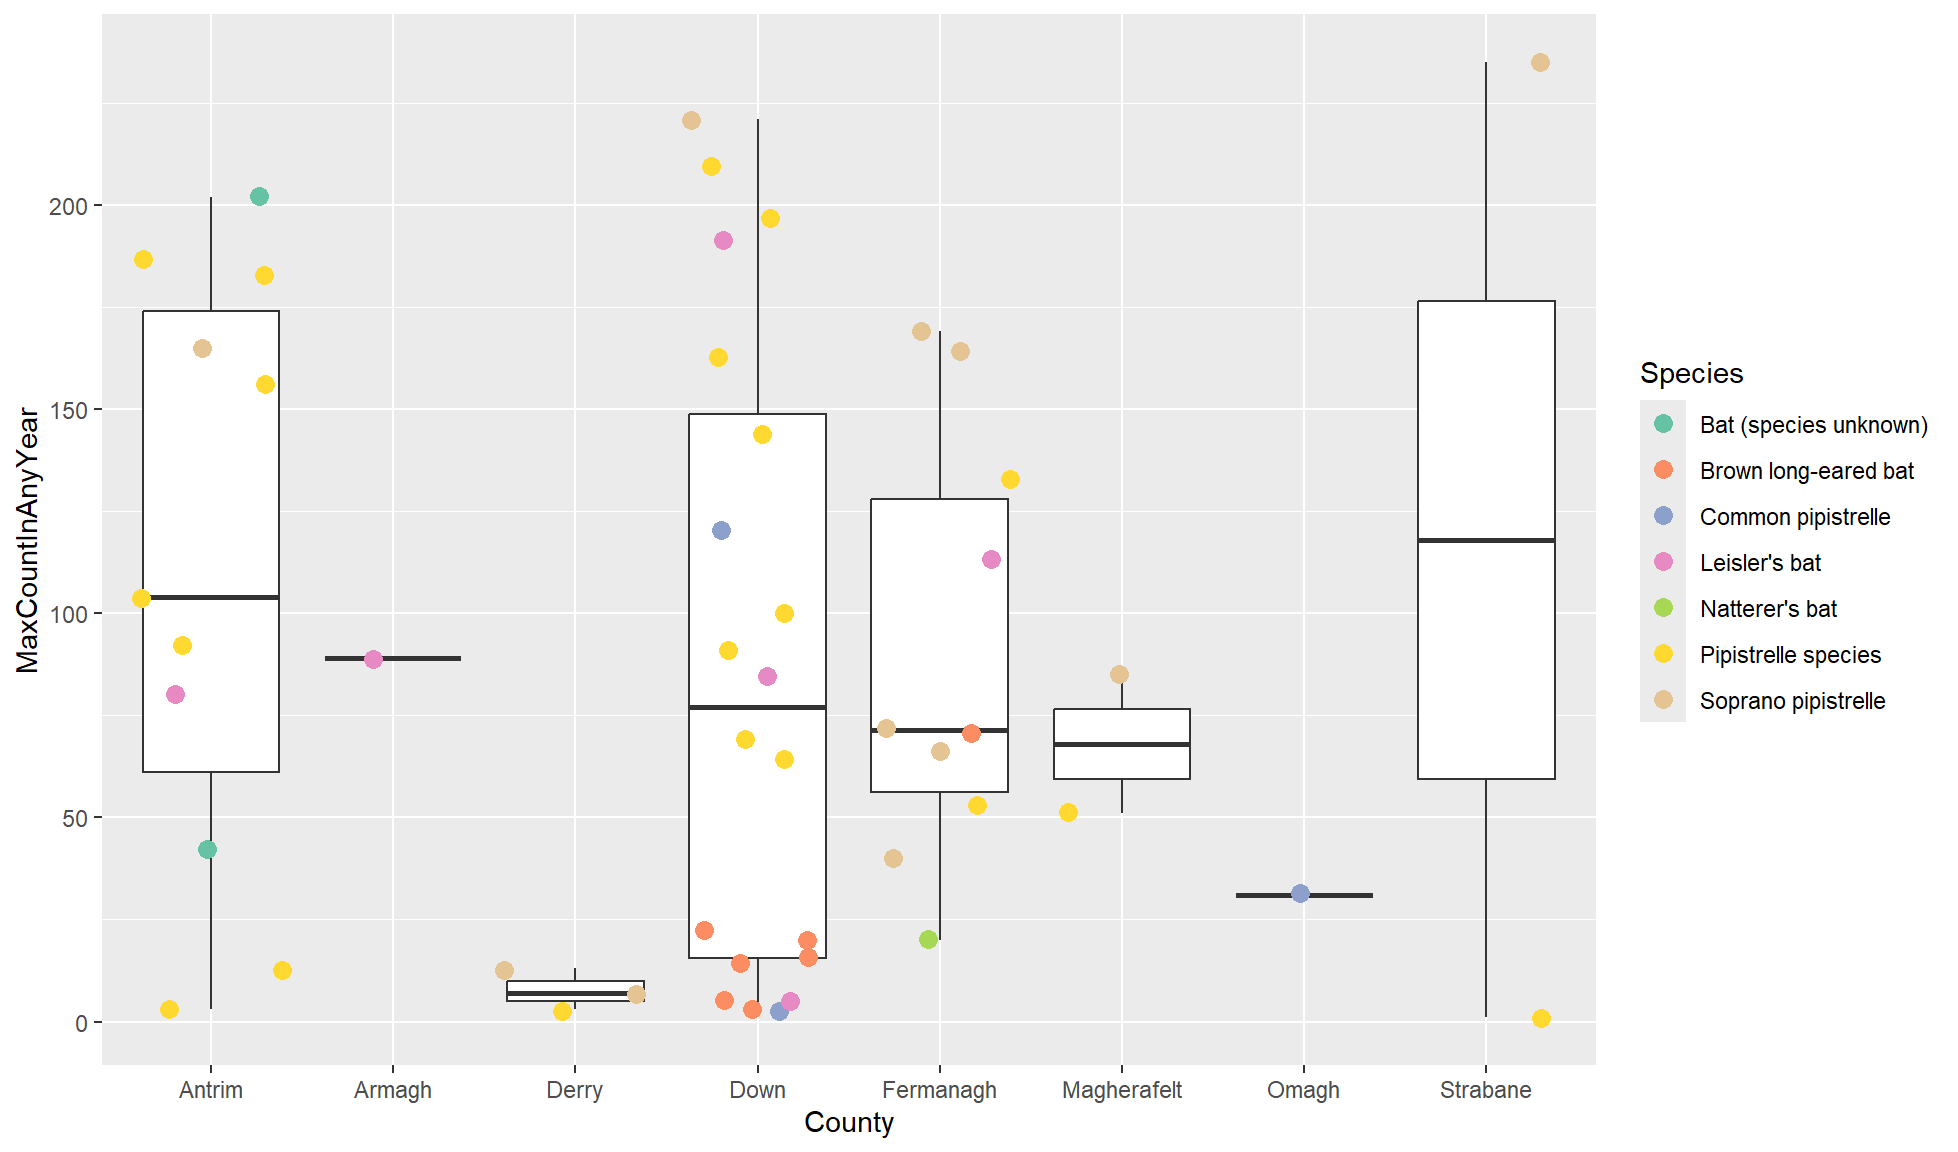 MaxCountInAnyYear
200
150
100
50
0
Antrim
Armagh
Derry
Down
Fermanagh
Magherafelt
Omagh
Strabane
County
Species
Bat (species unknown)
Brown long-eared bat
Common pipistrelle
Leisler's bat
Natterer's bat
Pipistrelle species
Soprano pipistrelle